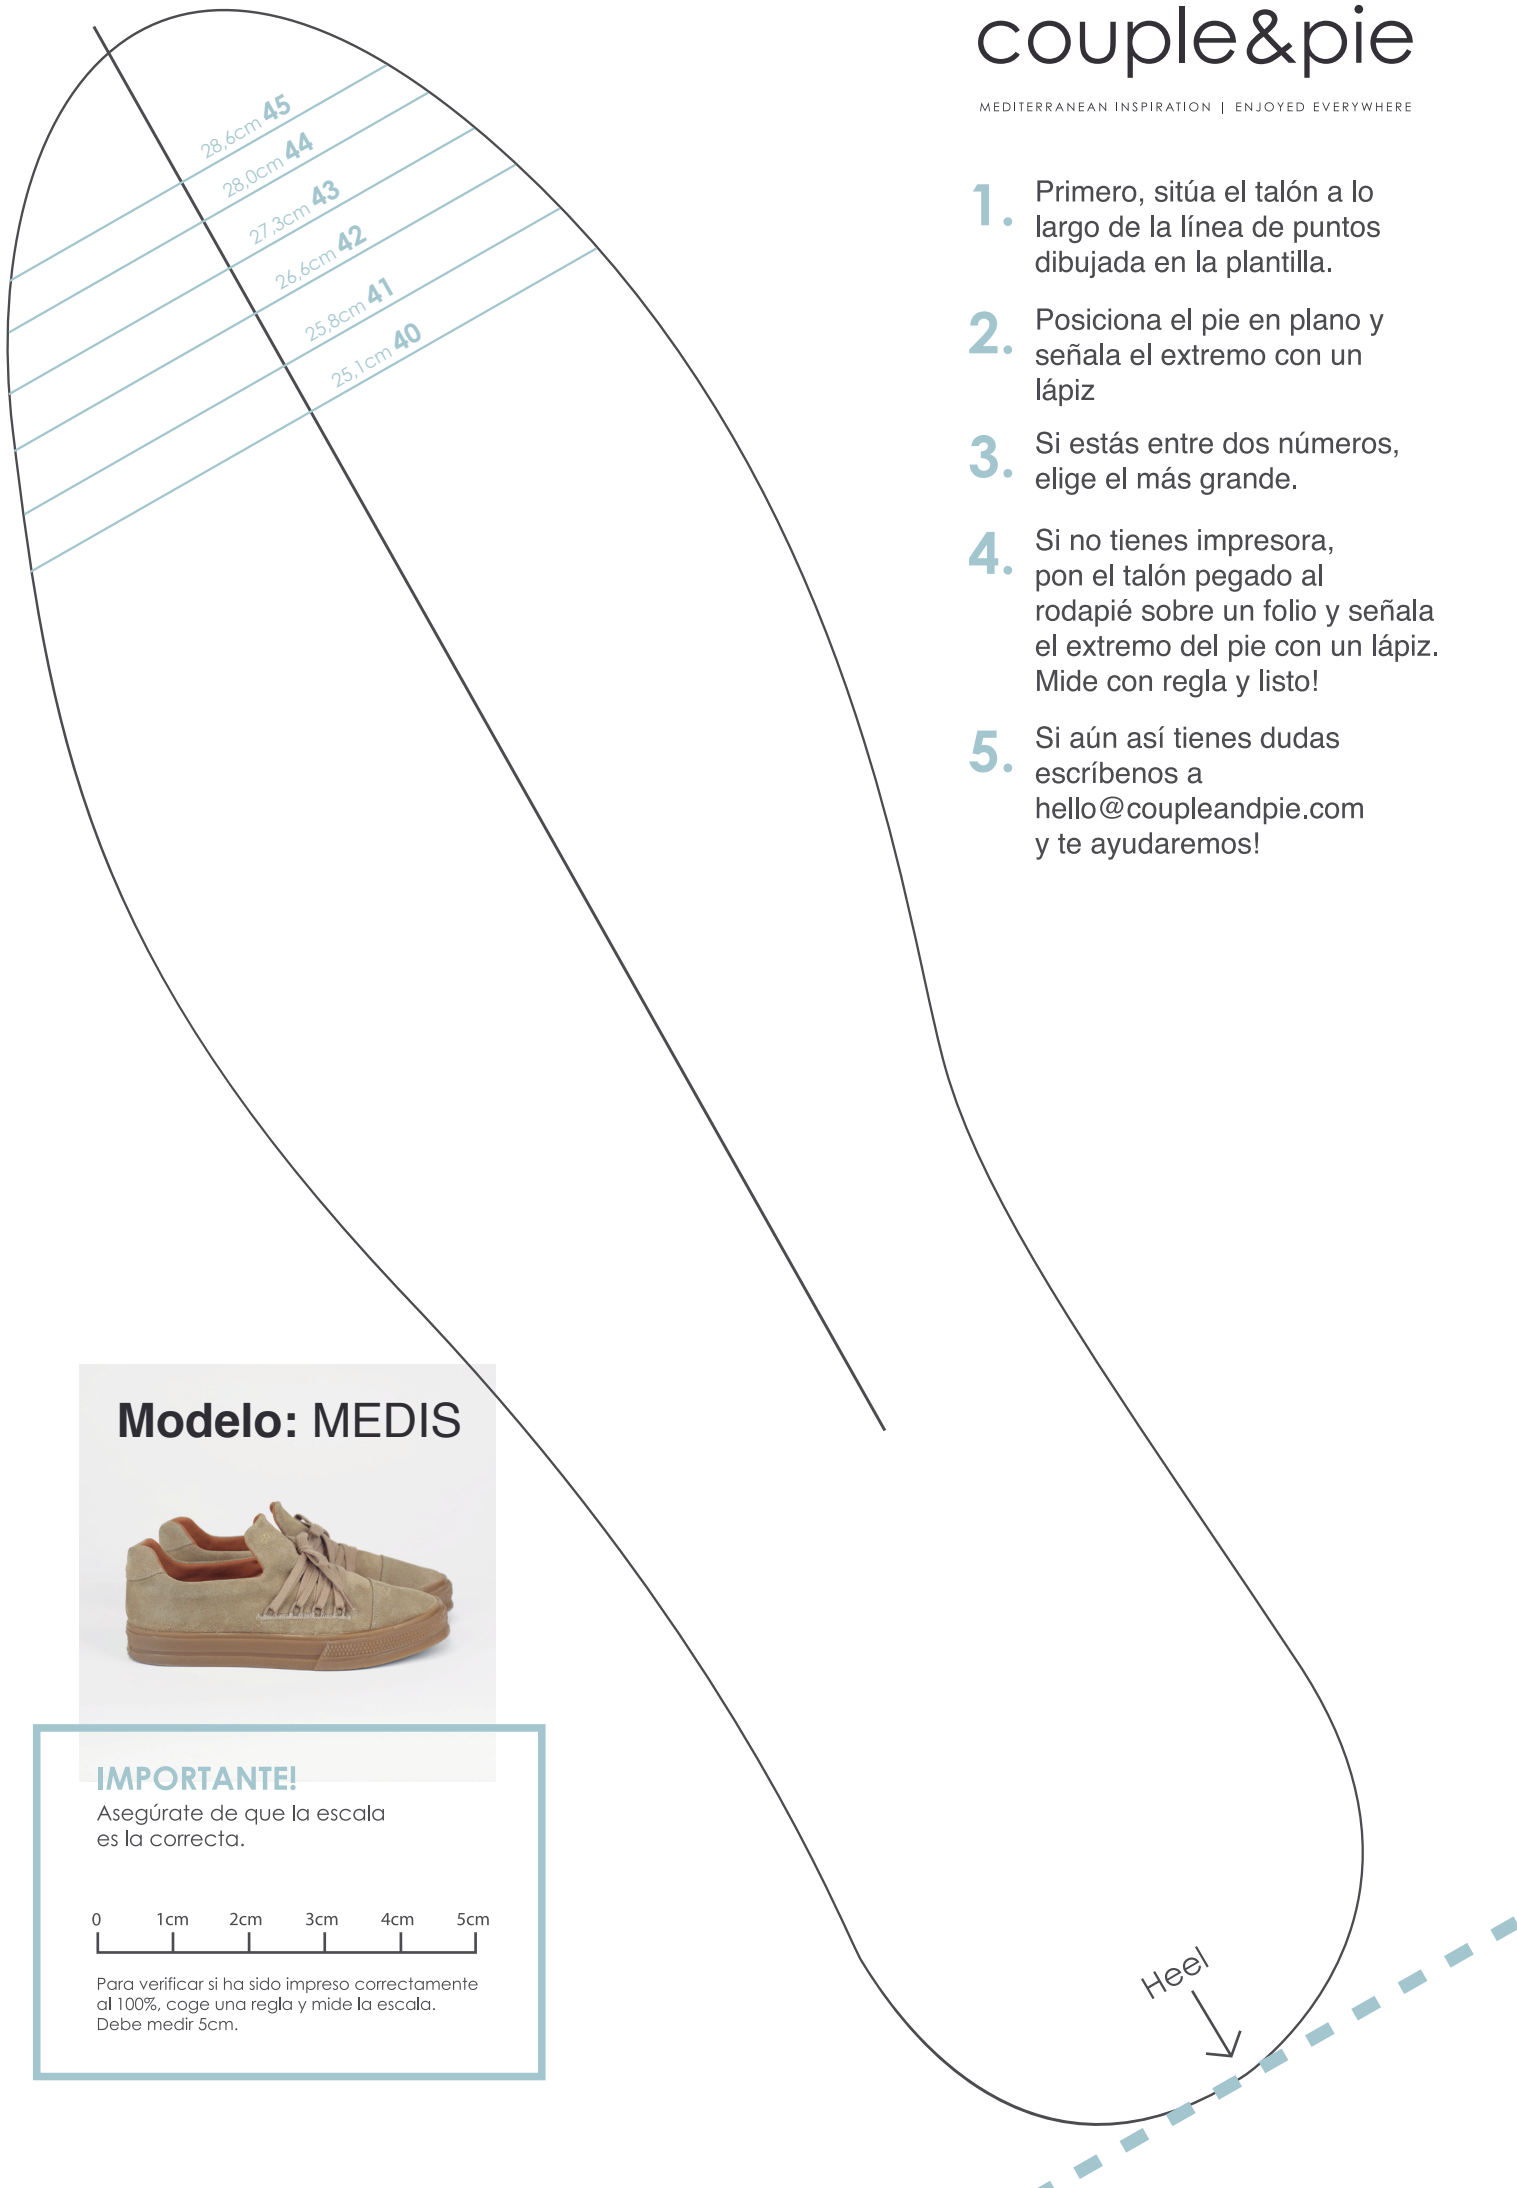 couple&pie
MEDITERRANEAN INSPIRATION | ENJOYED EVERYWHERE
28,6cm 45
28,0cm 44
27,3cm 43
26,6cm 42
25,8cm 41
25,1cm 40
1. Primero, sitúa el talón a lo
largo de la línea de puntos
dibujada en la plantilla.
2. Posiciona el pie en plano y
señala el extremo con un
lápiz
3. Si estás entre dos números,
elige el más grande.
4. Si no tienes impresora,
pon el talón pegado al
rodapié sobre un folio y señala
el extremo del pie con un lápiz.
Mide con regla y listo!
5. Si aún así tienes dudas
escríbenos a
hello@coupleandpie.com
y te ayudaremos!
Modelo: MEDIS
IMPORTANTE!
Asegúrate de que la escala
es la correcta.
0 1cm 2cm 3cm 4cm 5cm
Para verificar si ha sido impreso correctamente
al 100%, coge una regla y mide la escala.
Debe medir 5cm.
Heel